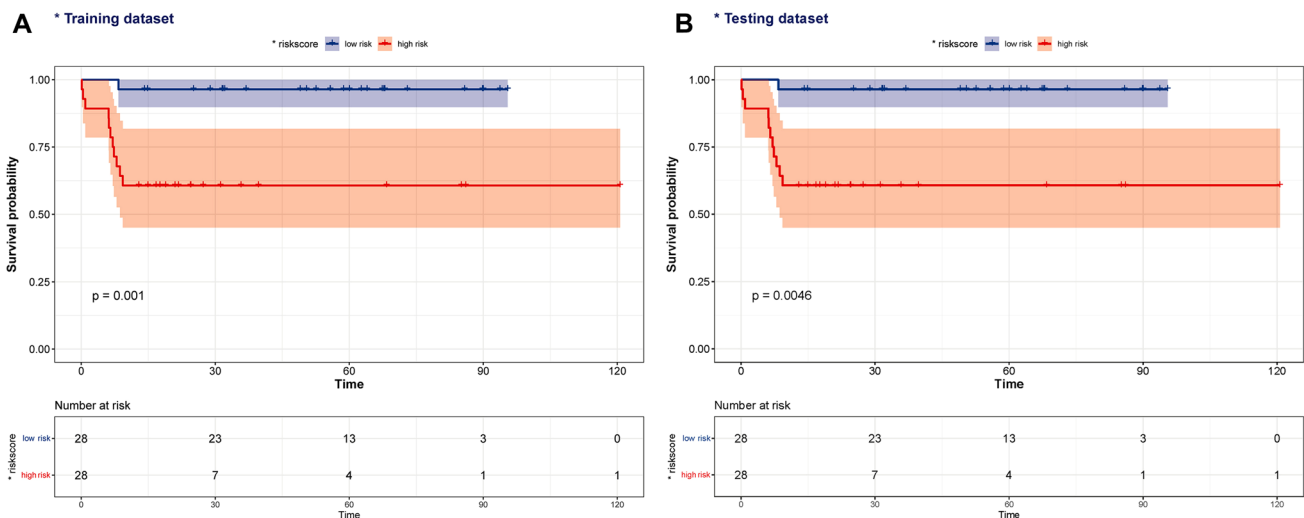 A
* Training dataset
* riskscore low risk high risk
Survival probability
1.00
0.75
0.50
0.25
0.00
p = 0.001
0 30 60 90 120
Time
Number at risk
* riskscore
low risk 28 23 13 3 0
high risk 28 7 4 1 1
0 30 60 90 120
Time
B
* Testing dataset
* riskscore low risk high risk
Survival probability
1.00
0.75
0.50
0.25
0.00
p = 0.0046
0 30 60 90 120
Time
Number at risk
* riskscore
low risk 28 23 13 3 0
high risk 28 7 4 1 1
0 30 60 90 120
Time